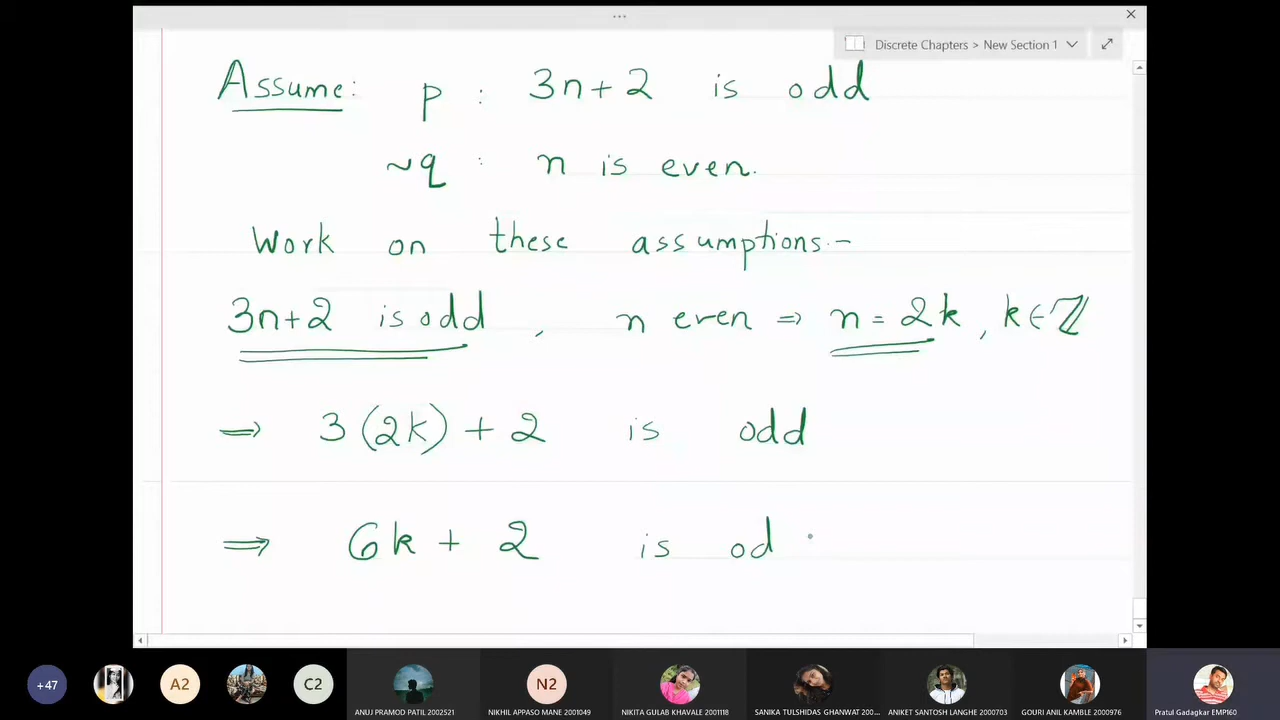 Discrete Chapters > New Section 1
Assume: p : 3n+2 is odd
~q : n is even.
Work on these assumptions.-
3n+2 is odd , n even ⇒ n = 2k , k ∈ ℤ
⇒ 3(2k) + 2 is odd
⇒ 6k + 2 is od
+47
A2
C2
N2
ANUJ PRAMOD PATIL 2002521
NIKHIL APPASO MANE 2001049
NIKITA GULAB KHAVALE 2001118
SANIKA TULSHIDAS GHANWAT 200...
ANIKET SANTOSH LANGHE 2000703
GOURI ANIL KAMBLE 2000976
Pratul Gadagkar EMP160